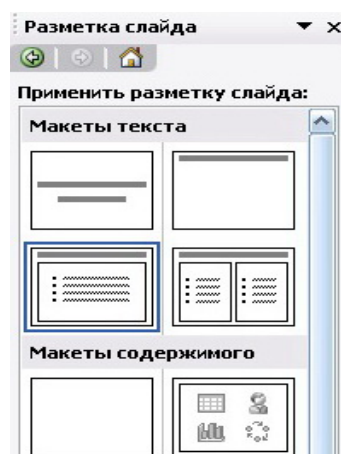 Разметка слайда
Применить разметку слайда:
Макеты текста
Макеты содержимого